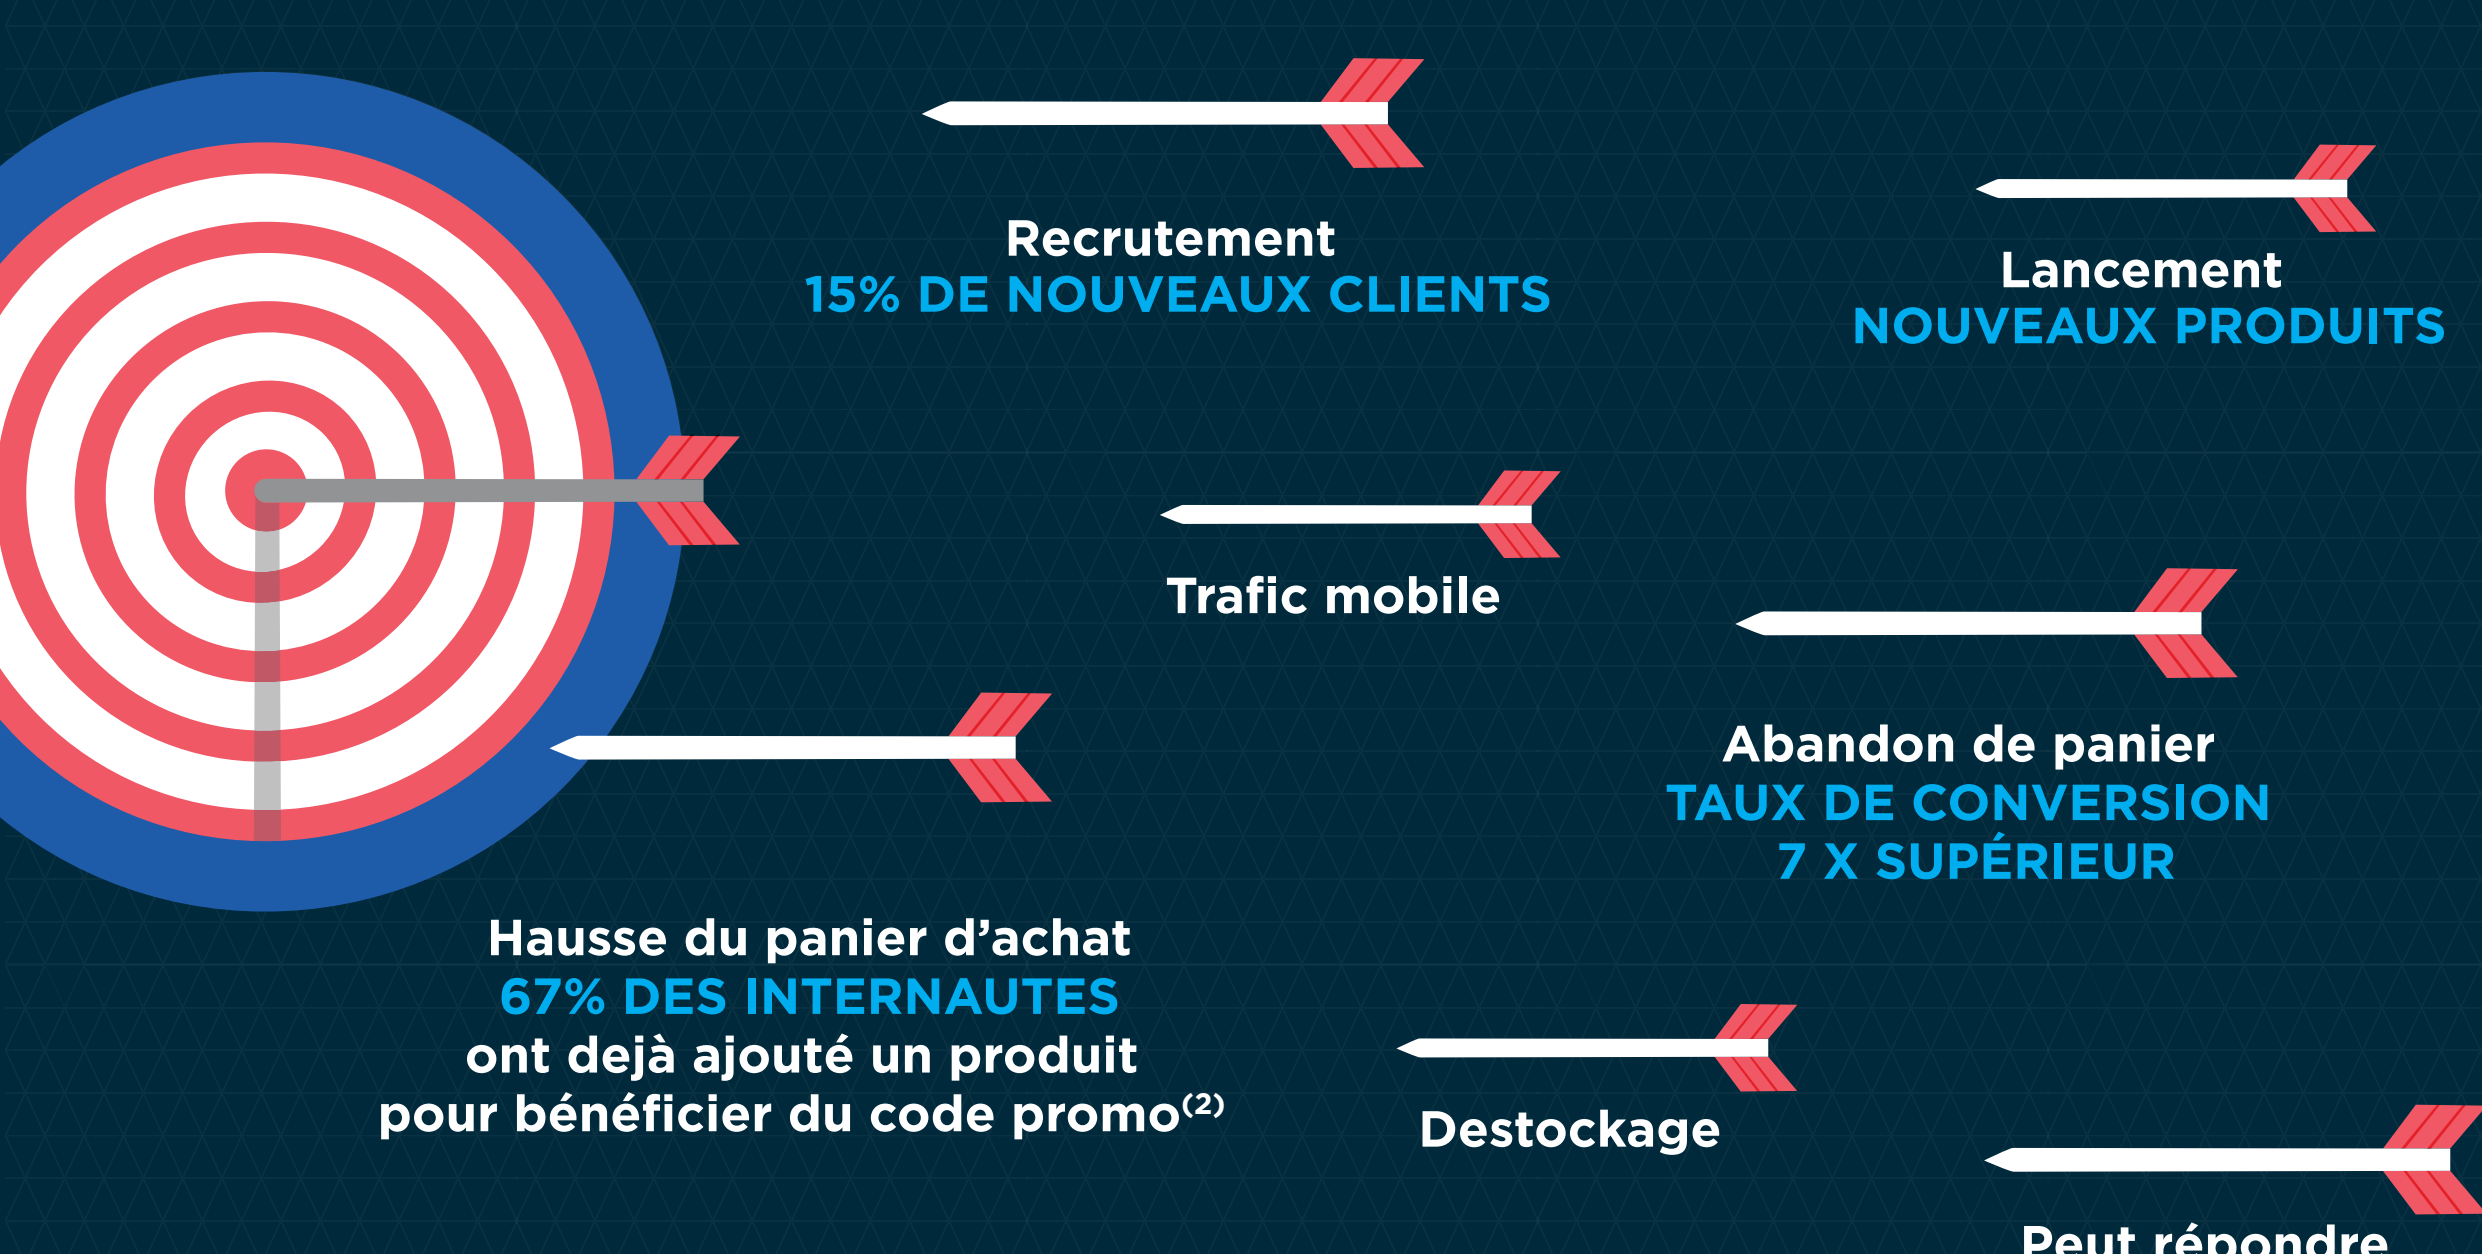 Recrutement
15% DE NOUVEAUX CLIENTS
Lancement
NOUVEAUX PRODUITS
Trafic mobile
Abandon de panier
TAUX DE CONVERSION
7 X SUPÉRIEUR
Hausse du panier d’achat
67% DES INTERNAUTES
ont dejà ajouté un produit
pour bénéficier du code promo(2)
Destockage
Peut répondre